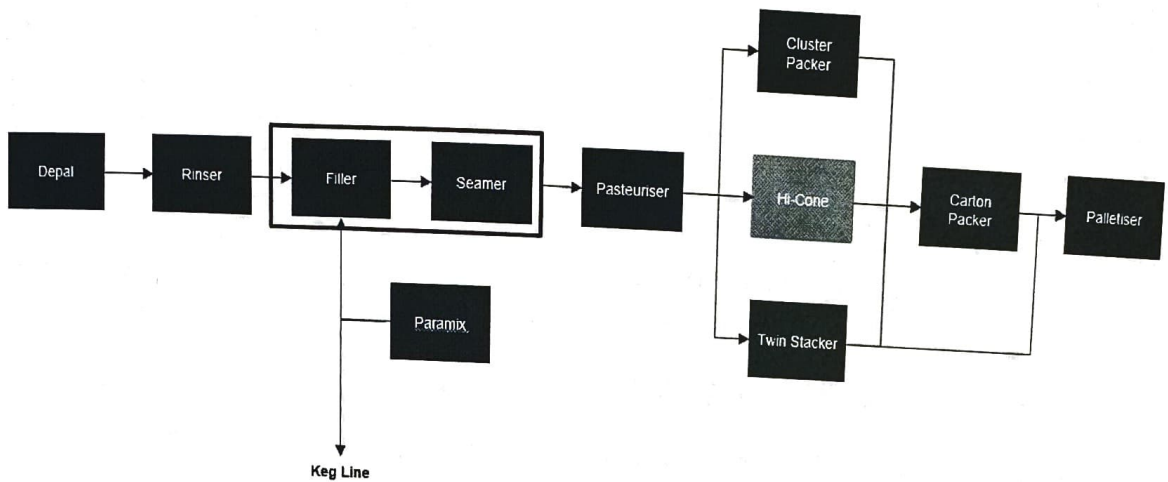 Cluster
Packer
Depal
Rinser
Filler
Seamer
Pasteuriser
Hi-Cone
Carton
Packer
Palletiser
Paramix
Twin Stacker
Keg Line